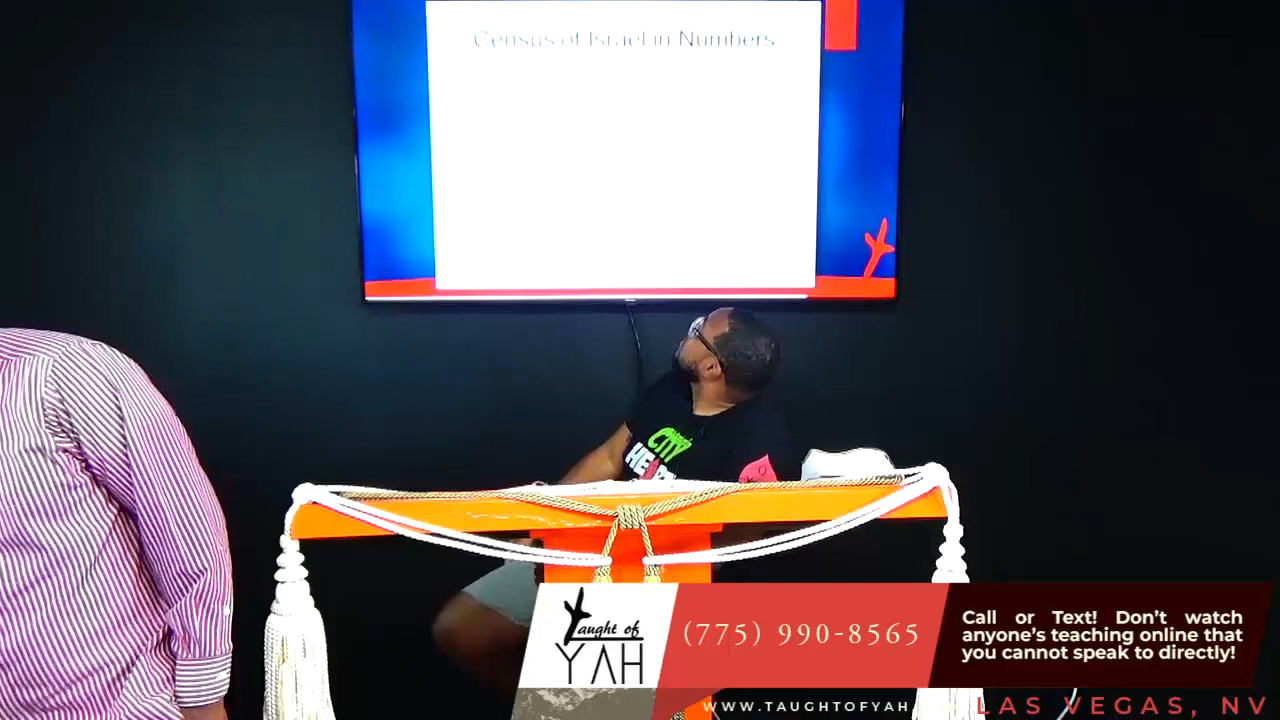 Census of Israel in Numbers
CITY
Taught of
YAH
(775) 990-8565
Call or Text! Don't watch
anyone's teaching online that
you cannot speak to directly!
WWW.TAUGHTOFYAH.
LAS VEGAS, NV